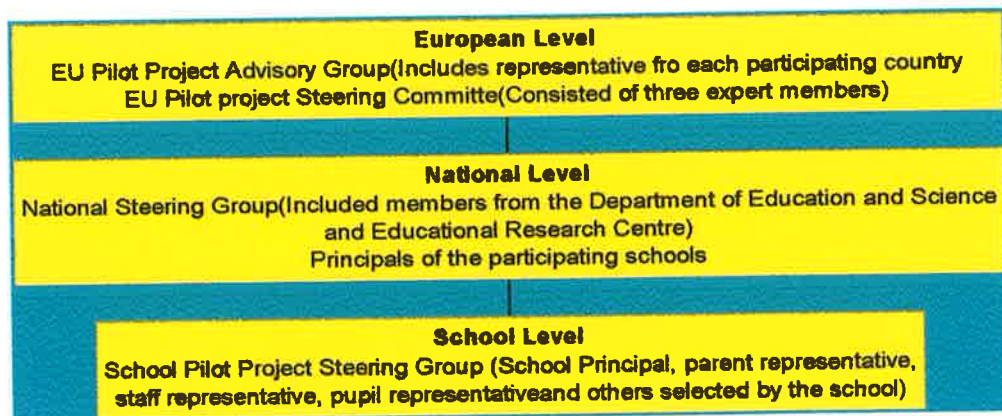 European Level
EU Pilot Project Advisory Group(Includes representative fro each participating country
EU Pilot project Steering Committe(Consisted of three expert members)
National Level
National Steering Group(Included members from the Department of Education and Science
and Educational Research Centre)
Principals of the participating schools
School Level
School Pilot Project Steering Group (School Principal, parent representative,
staff representative, pupil representativeand others selected by the school)